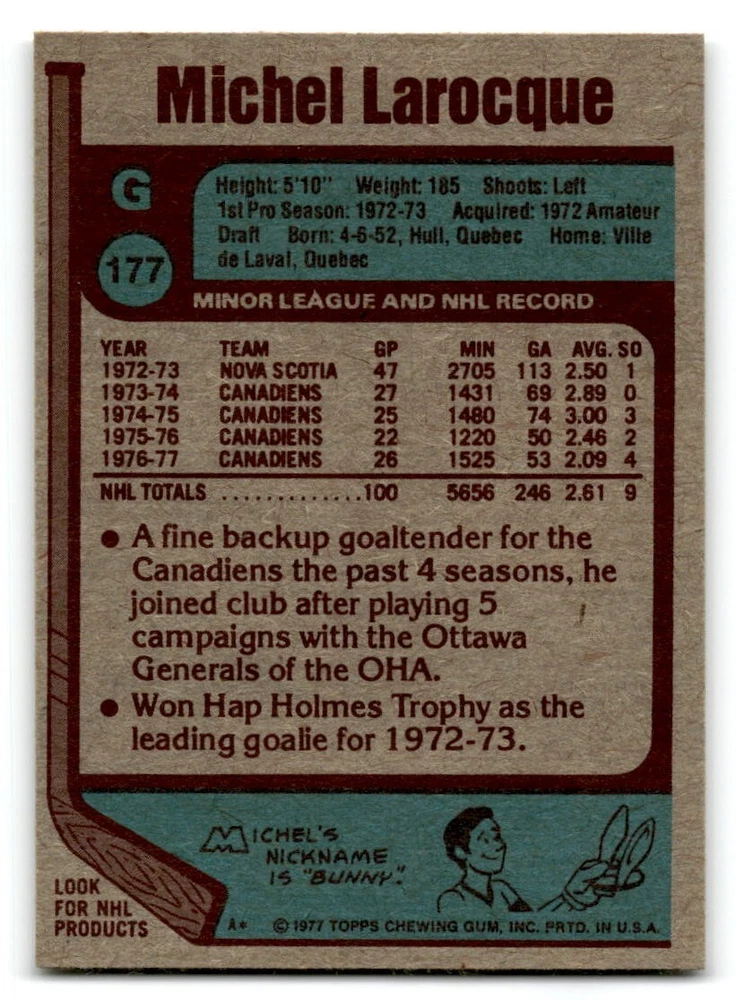 Michel Larocque
G
177
Height: 5'10" Weight: 185 Shoots: Left
1st Pro Season: 1972-73 Acquired: 1972 Amateur
Draft Born: 4-6-52, Hull, Quebec Home: Ville
de Laval, Quebec
MINOR LEAGUE AND NHL RECORD
YEAR TEAM GP MIN GA AVG. SO
1972-73 NOVA SCOTIA 47 2705 113 2.50 1
1973-74 CANADIENS 27 1431 69 2.89 0
1974-75 CANADIENS 25 1480 74 3.00 3
1975-76 CANADIENS 22 1220 50 2.46 2
1976-77 CANADIENS 26 1525 53 2.09 4
NHL TOTALS .............100 5656 246 2.61 9
● A fine backup goaltender for the
Canadiens the past 4 seasons, he
joined club after playing 5
campaigns with the Ottawa
Generals of the OHA.
● Won Hap Holmes Trophy as the
leading goalie for 1972-73.
MICHEL'S
NICKNAME
IS "BUNNY."
LOOK
FOR NHL
PRODUCTS
A* © 1977 TOPPS CHEWING GUM, INC. PRTD. IN U.S.A.